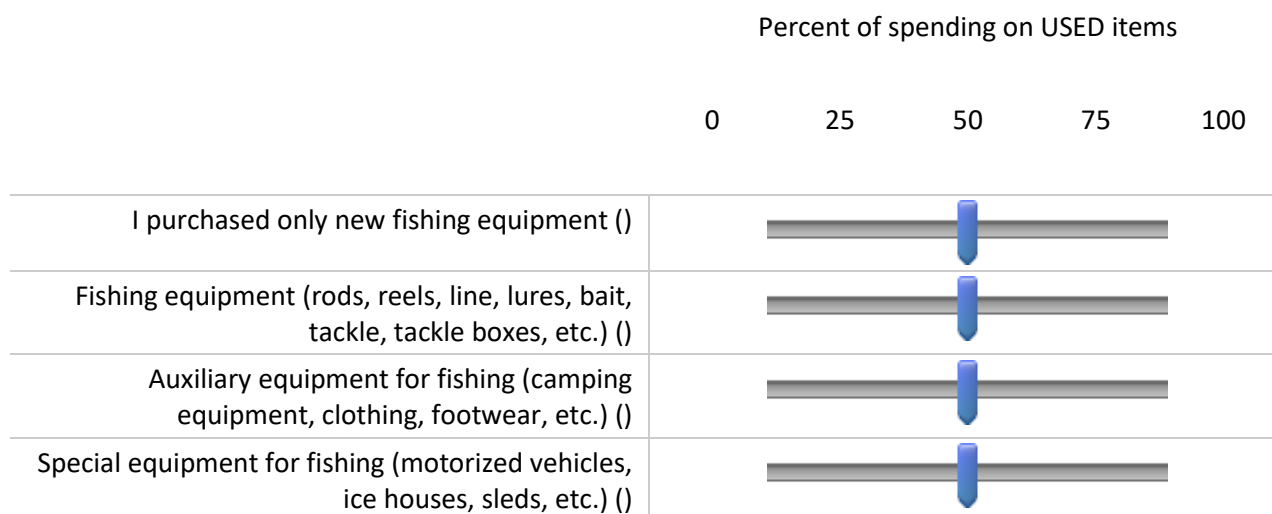 Percent of spending on USED items
0 25 50 75 100
I purchased only new fishing equipment ()
Fishing equipment (rods, reels, line, lures, bait,
tackle, tackle boxes, etc.) ()
Auxiliary equipment for fishing (camping
equipment, clothing, footwear, etc.) ()
Special equipment for fishing (motorized vehicles,
ice houses, sleds, etc.) ()